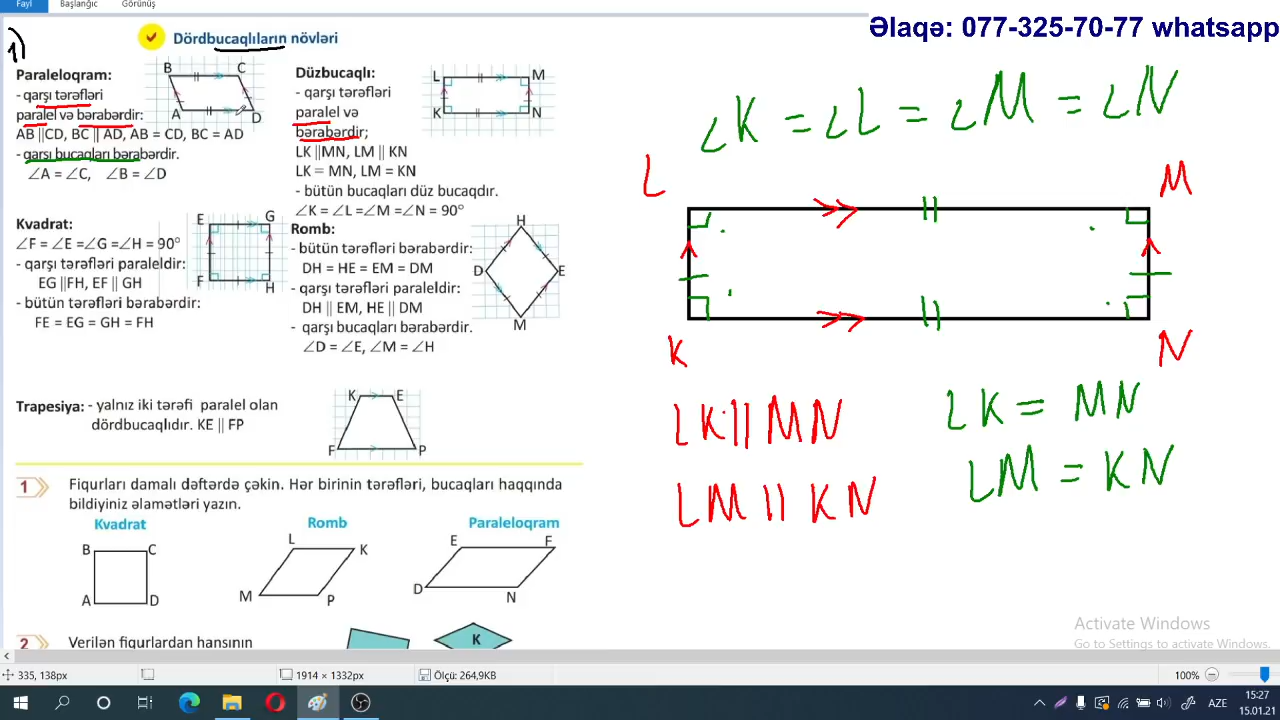 Fayl Başlanğıc Görünüş
Əlaqə: 077-325-70-77 whatsapp
1)
Dördbucaqlıların növləri
Paraleloqram:
- qarşı tərəfləri
paralel və bərabərdir:
AB ||CD, BC || AD, AB = CD, BC = AD
- qarşı bucaqları bərabərdir.
∠A = ∠C, ∠B = ∠D
B C
A D
Düzbucaqlı:
- qarşı tərəfləri
paralel və
bərabərdir;
LK ||MN, LM || KN
LK = MN, LM = KN
- bütün bucaqları düz bucaqdır.
∠K = ∠L =∠M =∠N = 90°
L M
K N
Kvadrat:
∠F = ∠E =∠G =∠H = 90°
- qarşı tərəfləri paraleldir:
EG ||FH, EF || GH
- bütün tərəfləri bərabərdir:
FE = EG = GH = FH
E G
F H
Romb:
- bütün tərəfləri bərabərdir:
DH = HE = EM = DM
- qarşı tərəfləri paraleldir:
DH || EM, HE || DM
- qarşı bucaqları bərabərdir.
∠D = ∠E, ∠M = ∠H
H
D E
M
Trapesiya: - yalnız iki tərəfi paralel olan
dördbucaqlıdır. KE || FP
K E
F P
1 Fiqurları damalı dəftərdə çəkin. Hər birinin tərəfləri, bucaqları haqqında
bildiyiniz əlamətləri yazın.
Kvadrat Romb Paraleloqram
B C
A D
L K
M P
E F
D N
2 Verilən fiqurlardan hansının
K
∠K = ∠L = ∠M = ∠N
L M
K N
LK || MN
LM || KN
LK = MN
LM = KN
Activate Windows
Go to Settings to activate Windows.
335, 138px 1914 × 1332px Ölçü: 264,9KB 100%
AZE 15:27
15.01.21